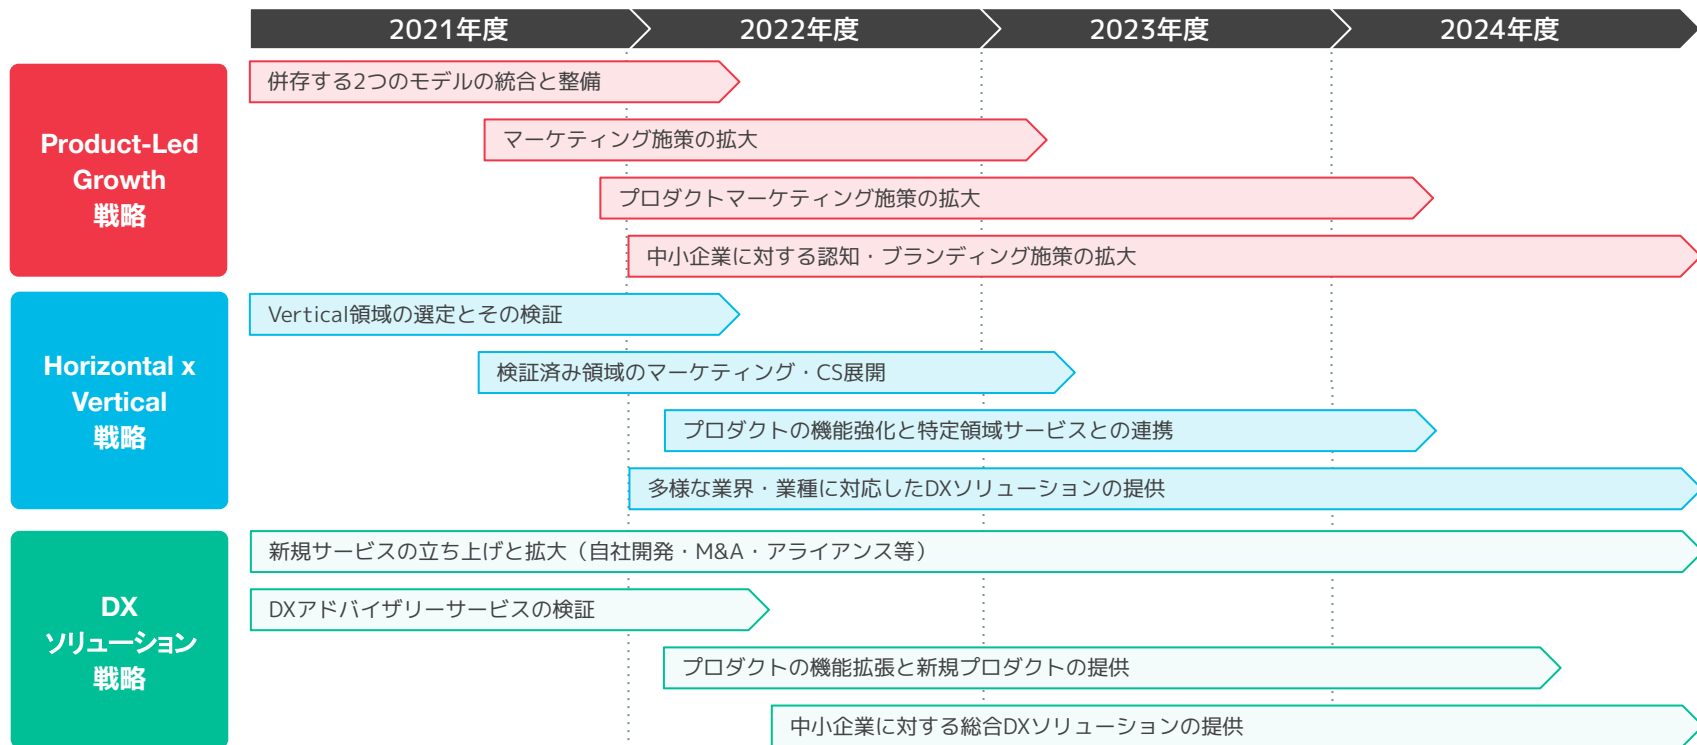 2021年度
2022年度
2023年度
2024年度
Product-Led
Growth
戦略
併存する2つのモデルの統合と整備
マーケティング施策の拡大
プロダクトマーケティング施策の拡大
中小企業に対する認知・ブランディング施策の拡大
Horizontal x
Vertical
戦略
Vertical領域の選定とその検証
検証済み領域のマーケティング・CS展開
プロダクトの機能強化と特定領域サービスとの連携
多様な業界・業種に対応したDXソリューションの提供
DX
ソリューション
戦略
新規サービスの立ち上げと拡大（自社開発・M&A・アライアンス等）
DXアドバイザリーサービスの検証
プロダクトの機能拡張と新規プロダクトの提供
中小企業に対する総合DXソリューションの提供